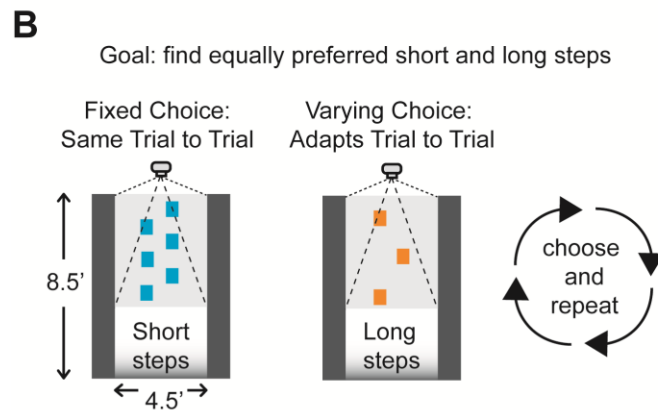 B
Goal: find equally preferred short and long steps
Fixed Choice:
Same Trial to Trial
Varying Choice:
Adapts Trial to Trial
8.5’
Short
steps
4.5’
Long
steps
choose
and
repeat